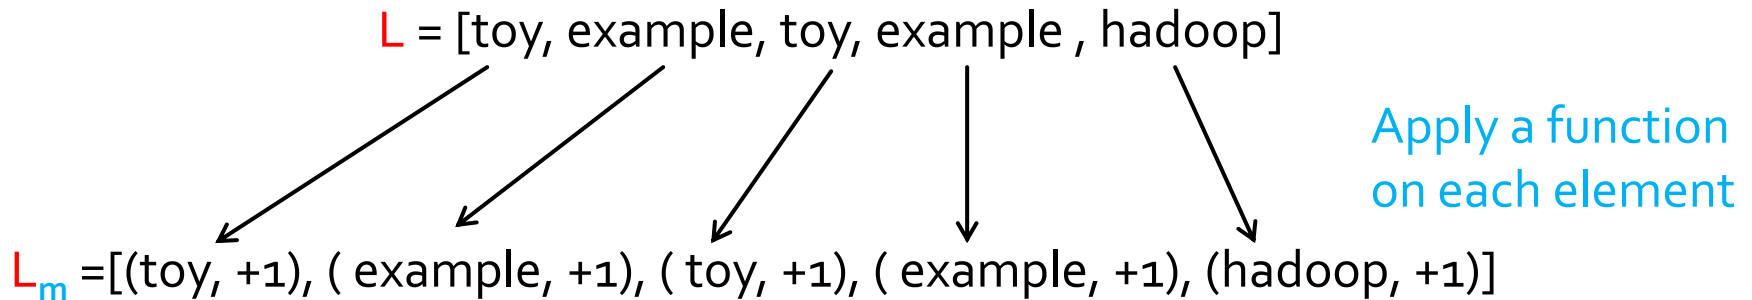 L = [toy, example, toy, example , hadoop]
Apply a function
on each element
Lm =[(toy, +1), ( example, +1), ( toy, +1), ( example, +1), (hadoop, +1)]